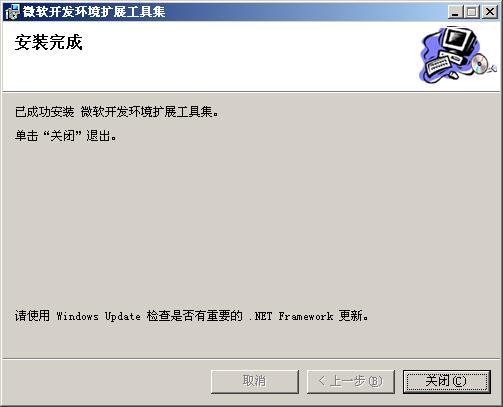 微软开发环境扩展工具集
安装完成
已成功安装 微软开发环境扩展工具集。
单击“关闭”退出。
请使用 Windows Update 检查是否有重要的 .NET Framework 更新。
取消
< 上一步(B)
关闭(C)